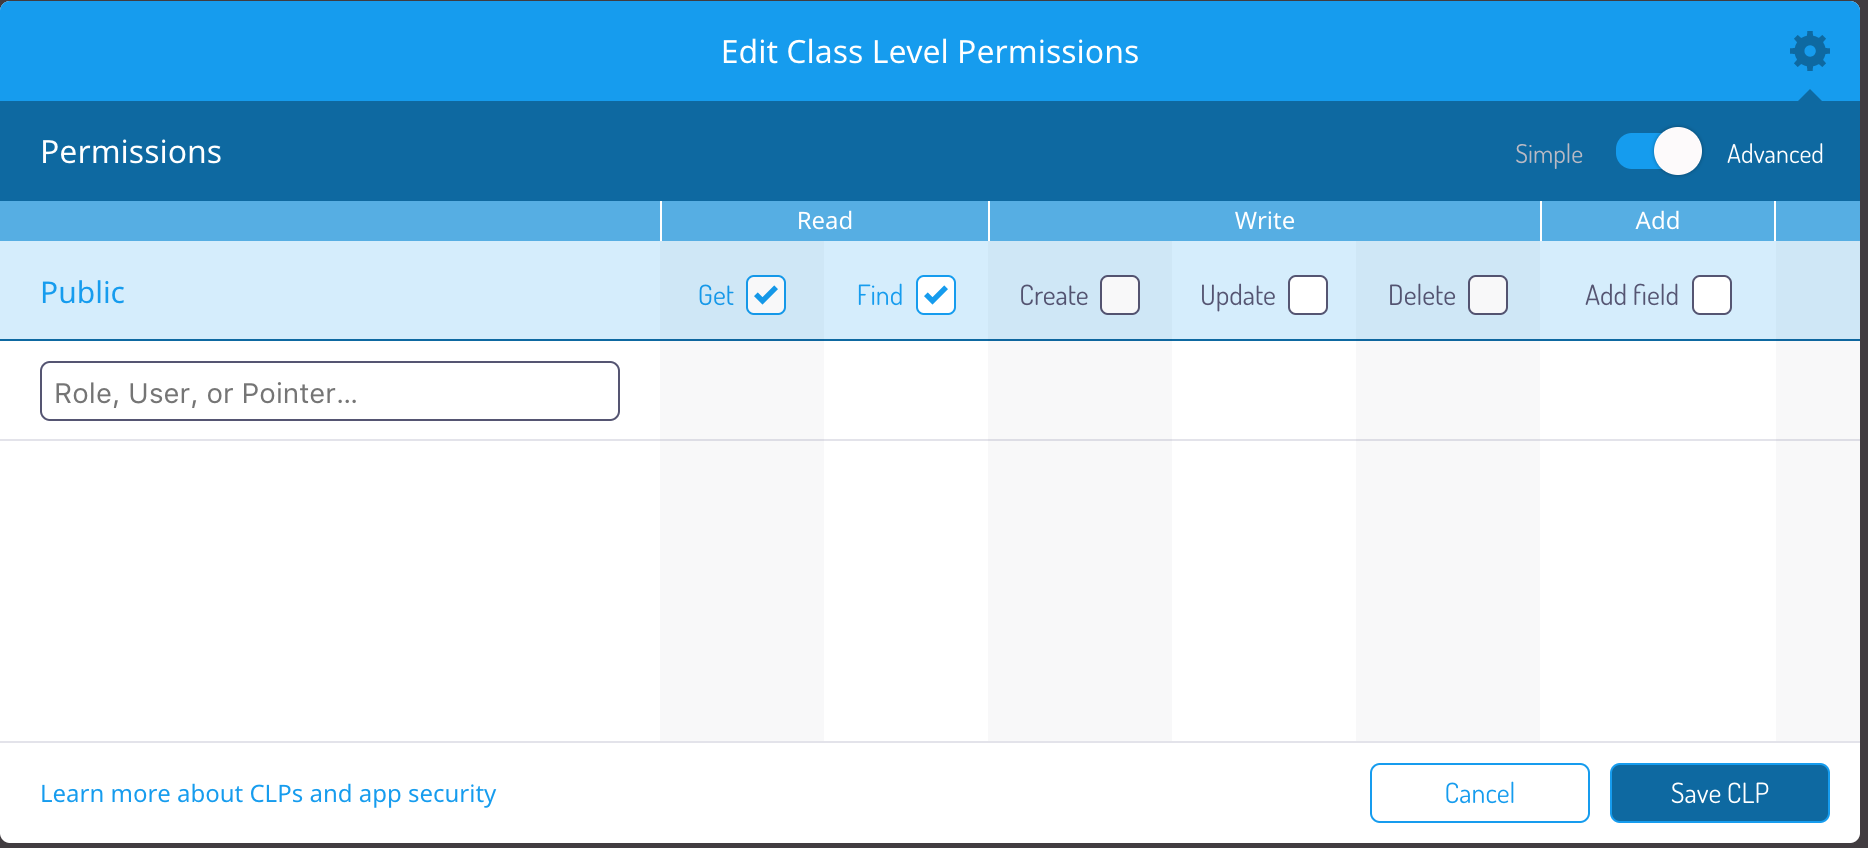 Edit Class Level Permissions
Permissions
Simple Advanced
Read Write Add
Public Get Find Create Update Delete Add field
Role, User, or Pointer...
Learn more about CLPs and app security
Cancel Save CLP